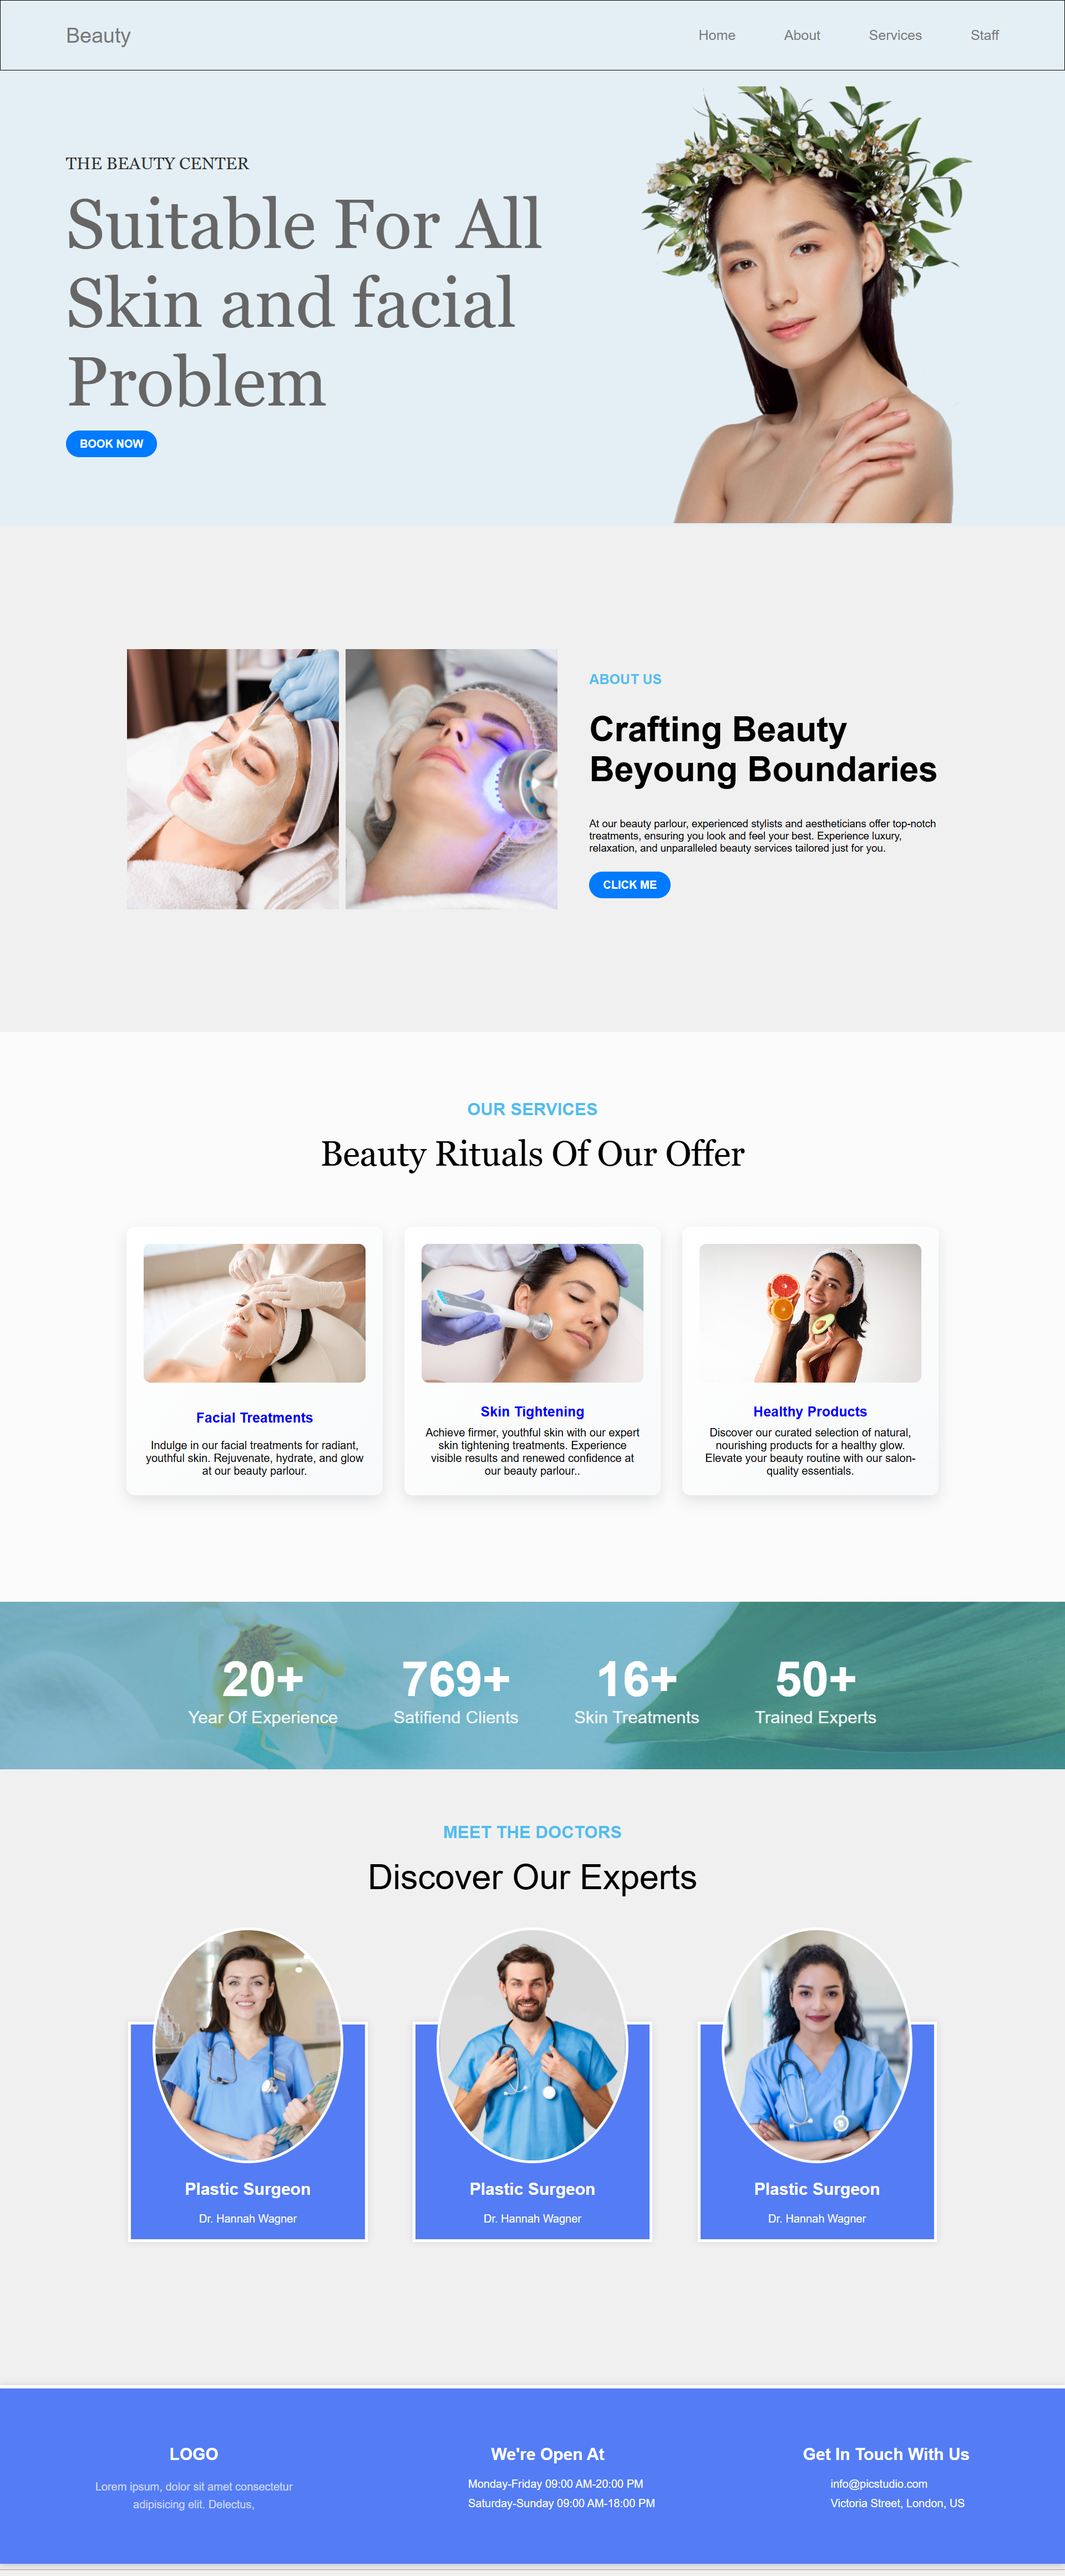 Beauty
Home
About
Services
Staff
THE BEAUTY CENTER
Suitable For All
Skin and facial
Problem
BOOK NOW
ABOUT US
Crafting Beauty
Beyoung Boundaries
At our beauty parlour, experienced stylists and aestheticians offer top-notch
treatments, ensuring you look and feel your best. Experience luxury,
relaxation, and unparalleled beauty services tailored just for you.
CLICK ME
OUR SERVICES
Beauty Rituals Of Our Offer
Facial Treatments
Indulge in our facial treatments for radiant,
youthful skin. Rejuvenate, hydrate, and glow
at our beauty parlour.
Skin Tightening
Achieve firmer, youthful skin with our expert
skin tightening treatments. Experience
visible results and renewed confidence at
our beauty parlour..
Healthy Products
Discover our curated selection of natural,
nourishing products for a healthy glow.
Elevate your beauty routine with our salon-
quality essentials.
20+
Year Of Experience
769+
Satifiend Clients
16+
Skin Treatments
50+
Trained Experts
MEET THE DOCTORS
Discover Our Experts
Plastic Surgeon
Dr. Hannah Wagner
Plastic Surgeon
Dr. Hannah Wagner
Plastic Surgeon
Dr. Hannah Wagner
LOGO
Lorem ipsum, dolor sit amet consectetur
adipisicing elit. Delectus,
We're Open At
Monday-Friday 09:00 AM-20:00 PM
Saturday-Sunday 09:00 AM-18:00 PM
Get In Touch With Us
info@picstudio.com
Victoria Street, London, US